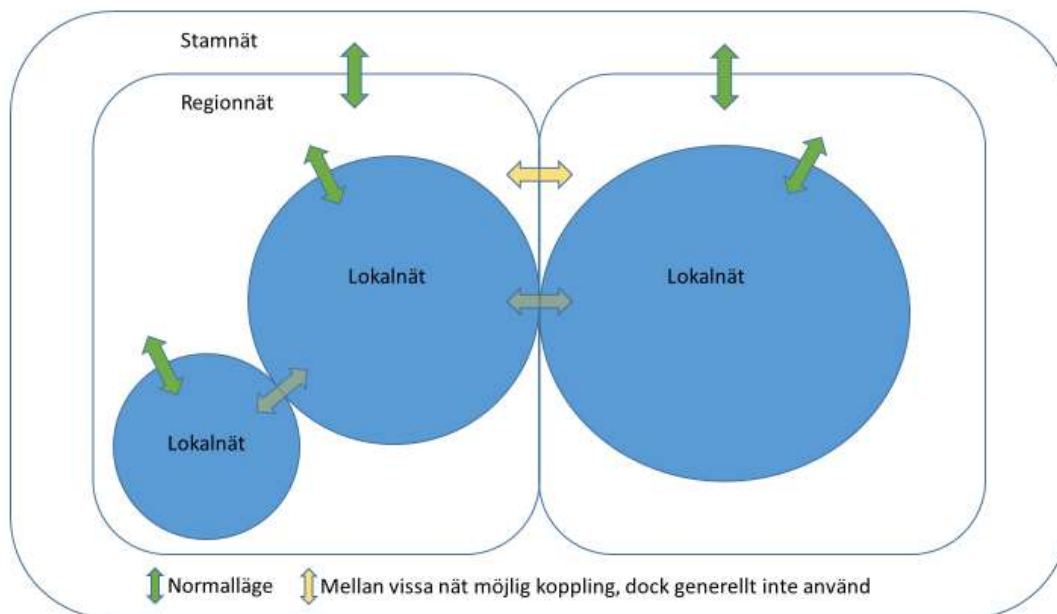 Stamnät
Regionnät
Lokalnät
Lokalnät
Lokalnät
Normalläge
Mellan vissa nät möjlig koppling, dock generellt inte använd